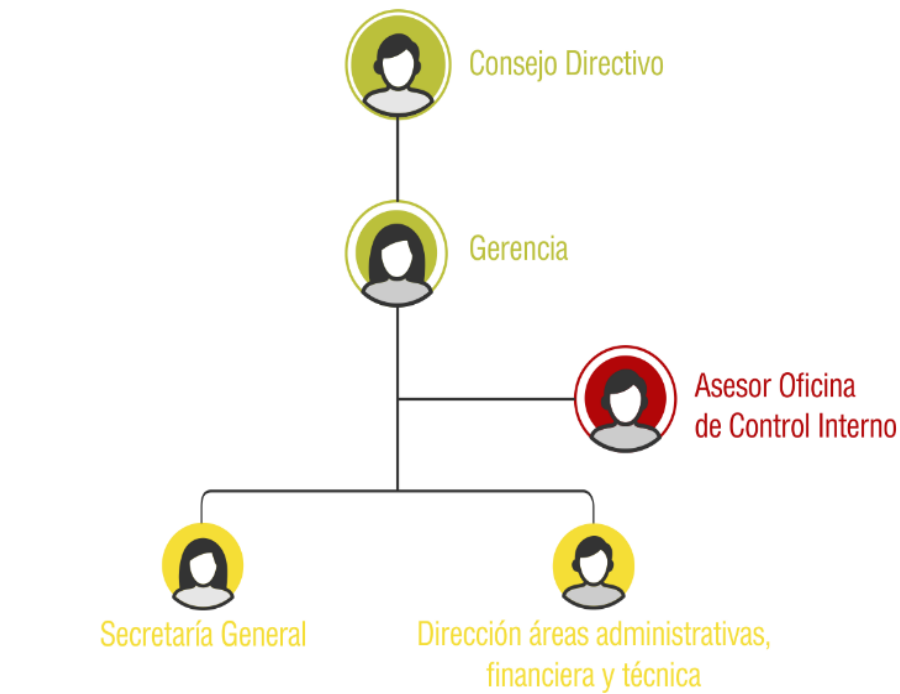 Consejo Directivo
Gerencia
Asesor Oficina
de Control Interno
Secretaría General
Dirección áreas administrativas,
financiera y técnica